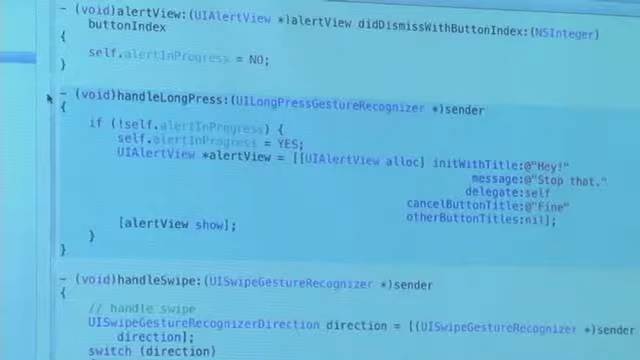 - (void)alertView:(UIAlertView *)alertView didDismissWithButtonIndex:(NSInteger)
buttonIndex
{
self.alertInProgress = NO;
}
- (void)handleLongPress:(UILongPressGestureRecognizer *)sender
{
if (!self.alertInProgress) {
self.alertInProgress = YES;
UIAlertView *alertView = [[UIAlertView alloc] initWithTitle:@"Hey!"
message:@"Stop that."
delegate:self
cancelButtonTitle:@"Fine"
otherButtonTitles:nil];
[alertView show];
}
}
- (void)handleSwipe:(UISwipeGestureRecognizer *)sender
{
// handle swipe
UISwipeGestureRecognizerDirection direction = [(UISwipeGestureRecognizer *)sender
direction];
switch (direction)